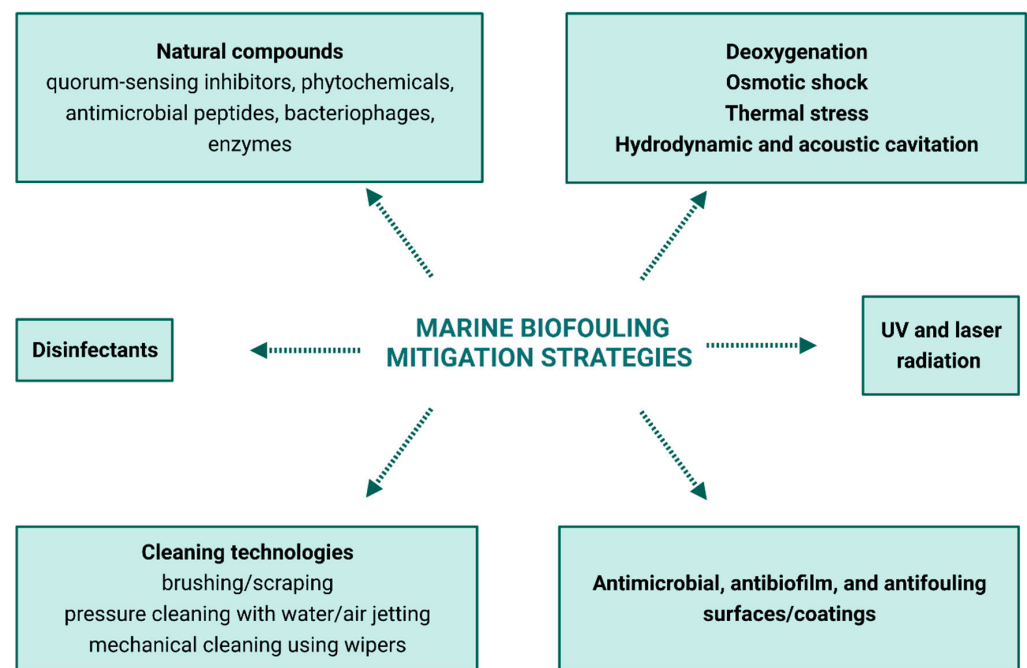 Natural compounds
quorum-sensing inhibitors, phytochemicals,
antimicrobial peptides, bacteriophages,
enzymes
Deoxygenation
Osmotic shock
Thermal stress
Hydrodynamic and acoustic cavitation
Disinfectants
MARINE BIOFOULING
MITIGATION STRATEGIES
UV and laser
radiation
Cleaning technologies
brushing/scraping
pressure cleaning with water/air jetting
mechanical cleaning using wipers
Antimicrobial, antibiofilm, and antifouling
surfaces/coatings